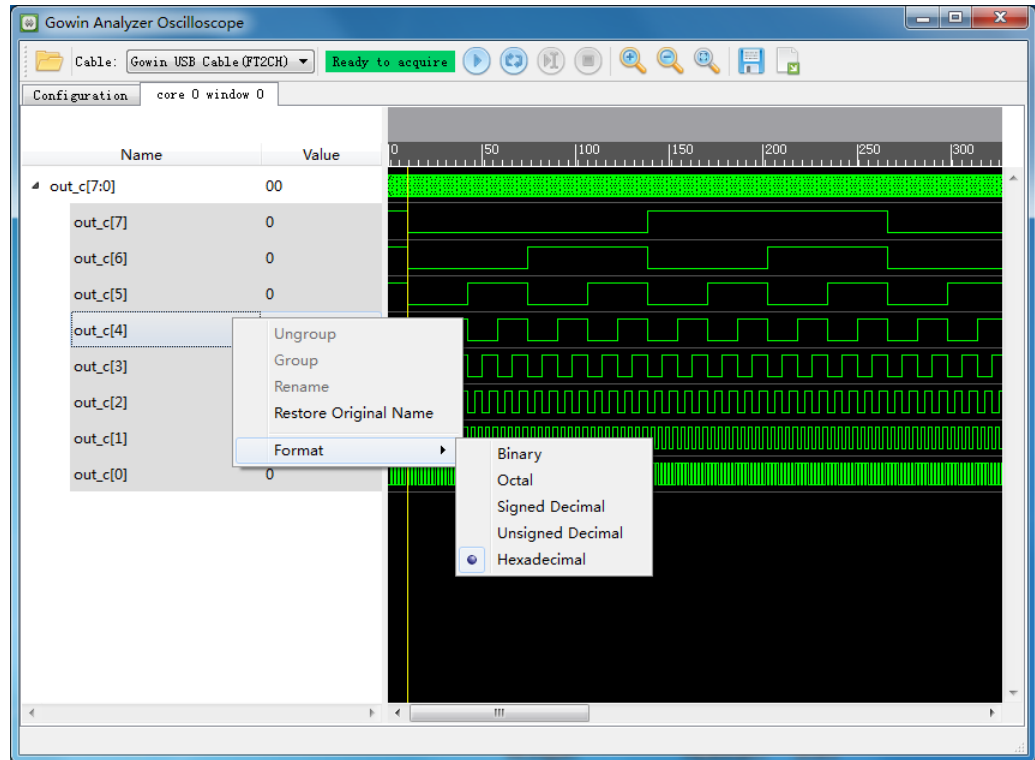 Gowin Analyzer Oscilloscope
Cable: Gowin USB Cable(FT2CH) Ready to acquire
Configuration core 0 window 0
Name Value 0 50 100 150 200 250 300
out_c[7:0] 00
out_c[7] 0
out_c[6] 0
out_c[5] 0
out_c[4]
Ungroup
out_c[3]
Group
Rename
out_c[2]
Restore Original Name
out_c[1]
Format
Binary
out_c[0] 0
Octal
Signed Decimal
Unsigned Decimal
Hexadecimal